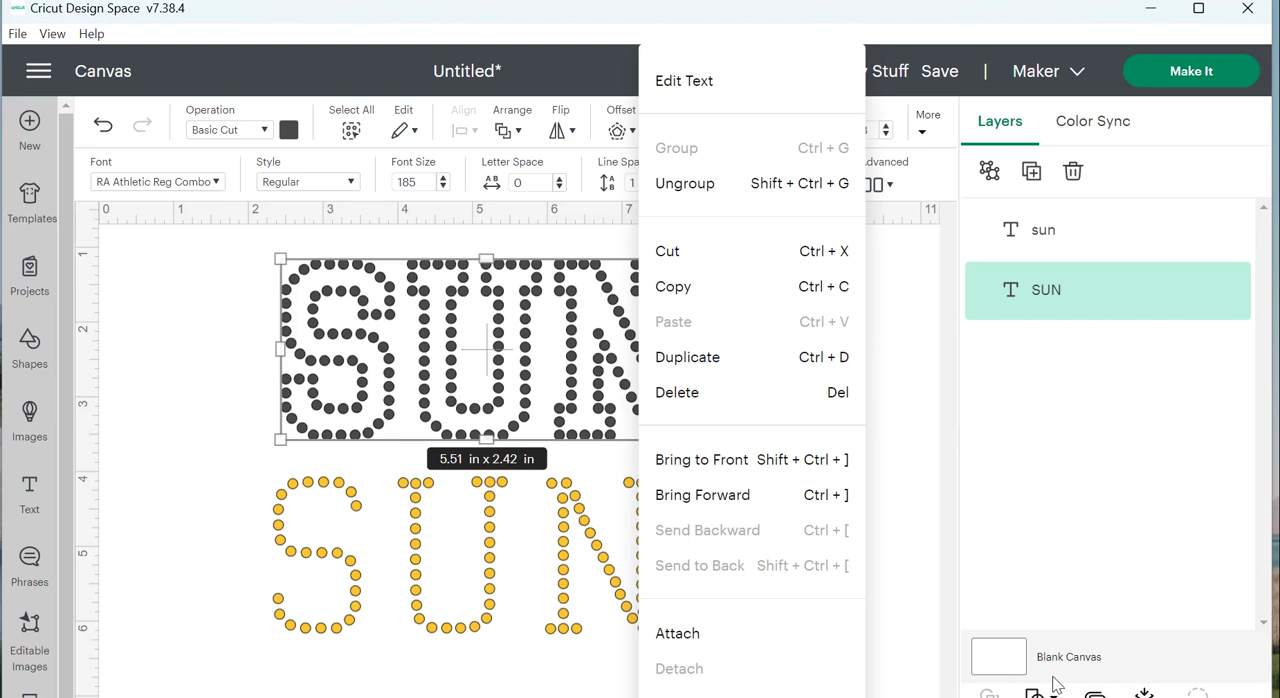 cricut Cricut Design Space v7.38.4
File View Help
Canvas Untitled* Stuff Save | Maker Make It
New
Templates
Projects
Shapes
Images
Text
Phrases
Editable
Images
Operation Select All Edit Align Arrange Flip Offset More
Basic Cut
Font Style Font Size Letter Space Advanced
RA Athletic Reg Combo Regular 185 0 1
0 1 2 3 4 5 6 7 11
1
2
3
4
5
6
SUN
5.51 in x 2.42 in
SUN
Edit Text
Group Ctrl + G
Ungroup Shift + Ctrl + G
Cut Ctrl + X
Copy Ctrl + C
Paste Ctrl + V
Duplicate Ctrl + D
Delete Del
Bring to Front Shift + Ctrl + ]
Bring Forward Ctrl + ]
Send Backward Ctrl + [
Send to Back Shift + Ctrl + [
Attach
Detach
Layers Color Sync
sun
SUN
Blank Canvas